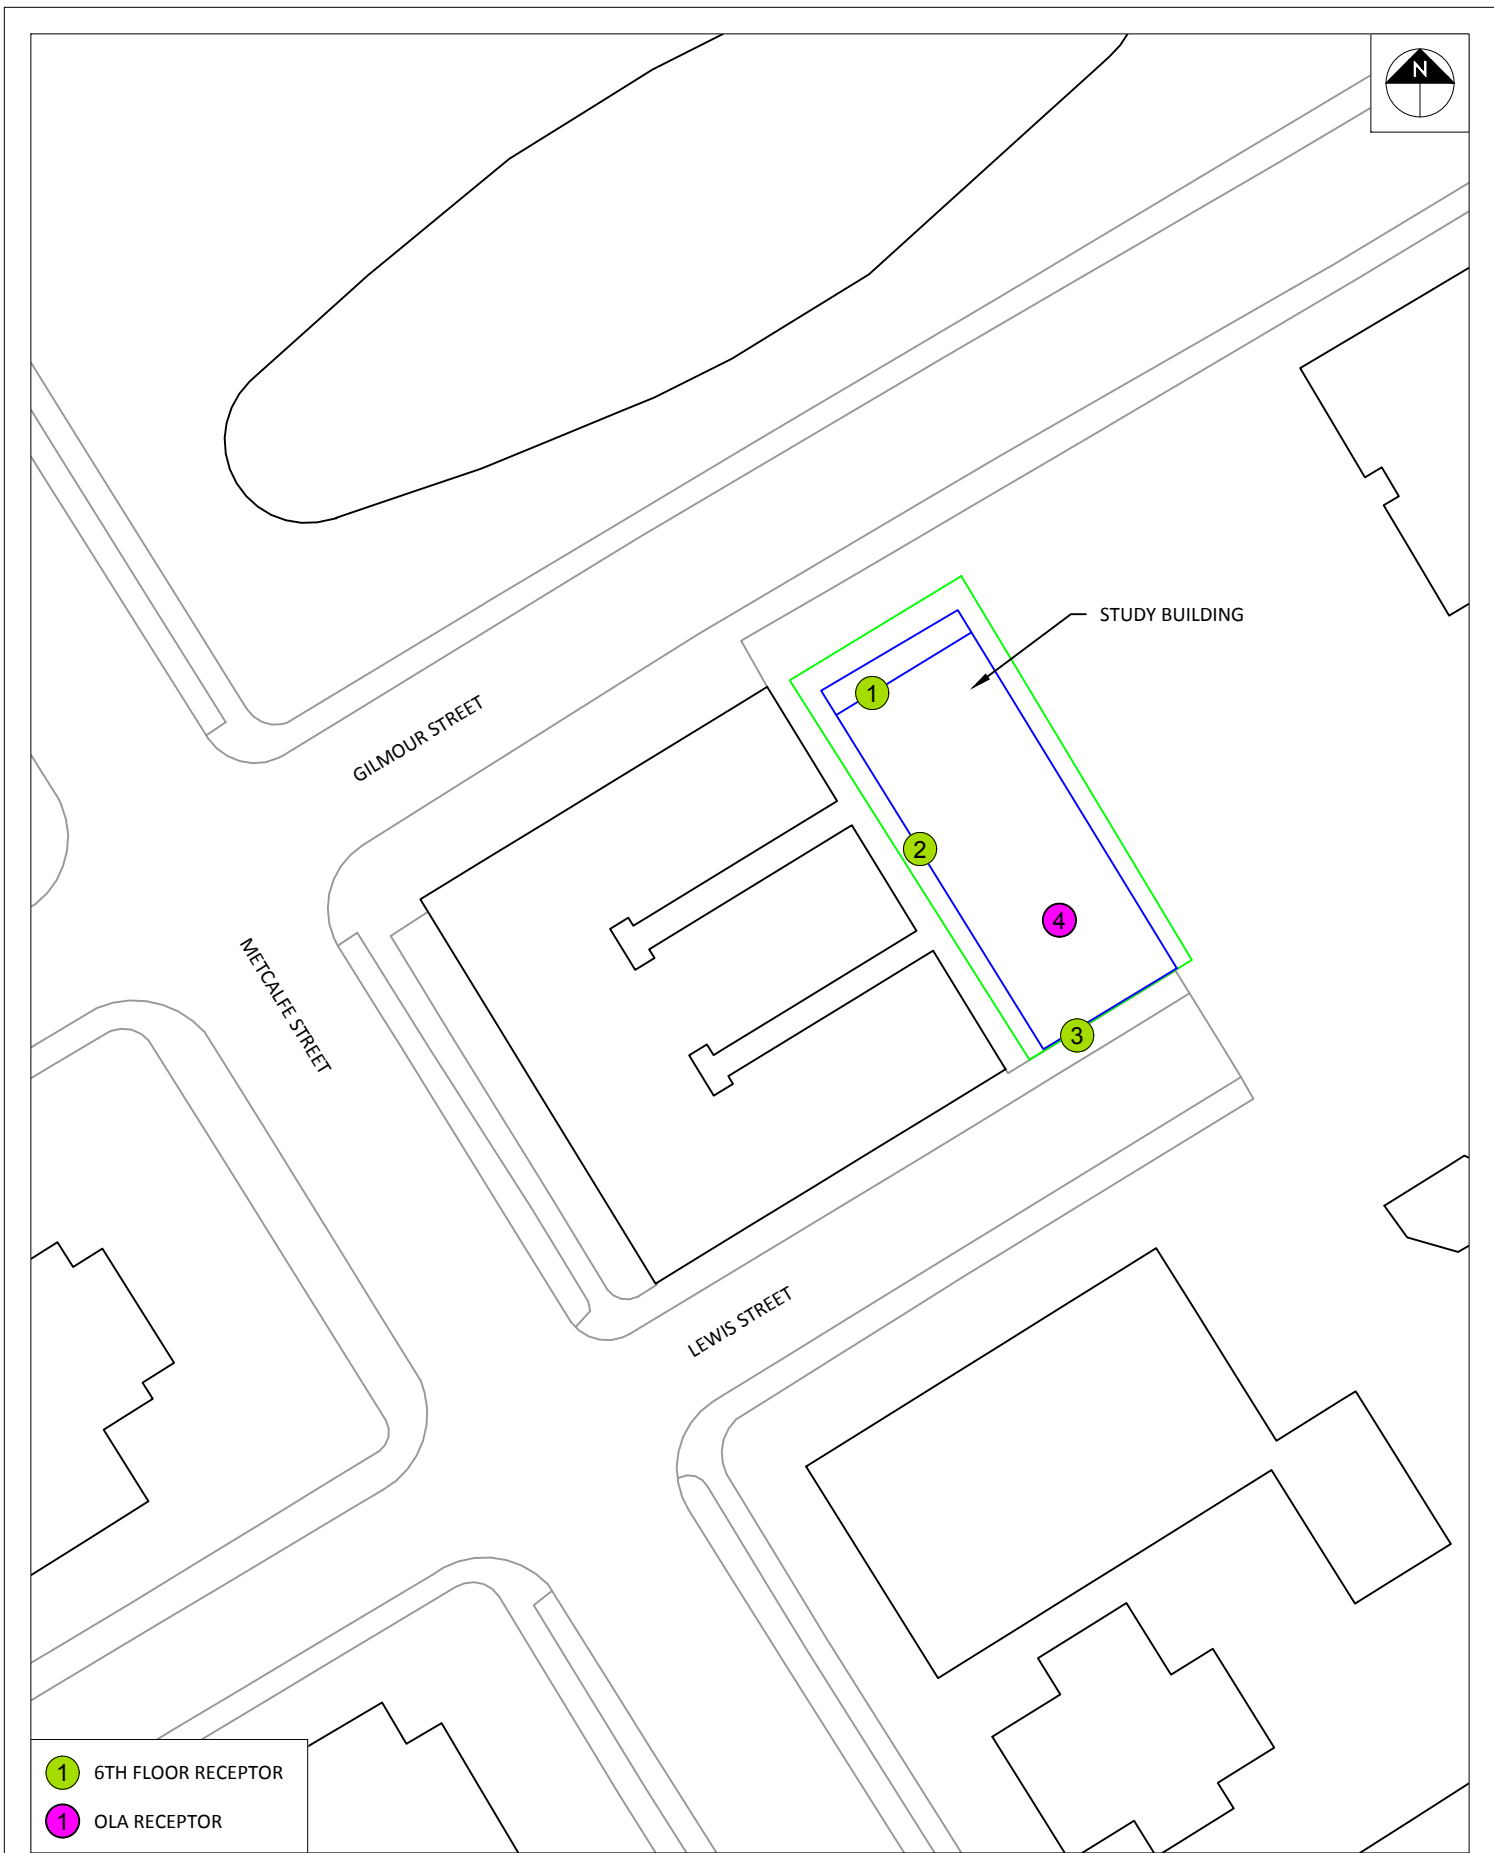 N
STUDY BUILDING
1
GILMOUR STREET
2
4
METCALFE STREET
3
LEWIS STREET
1 6TH FLOOR RECEPTOR
1 OLA RECEPTOR